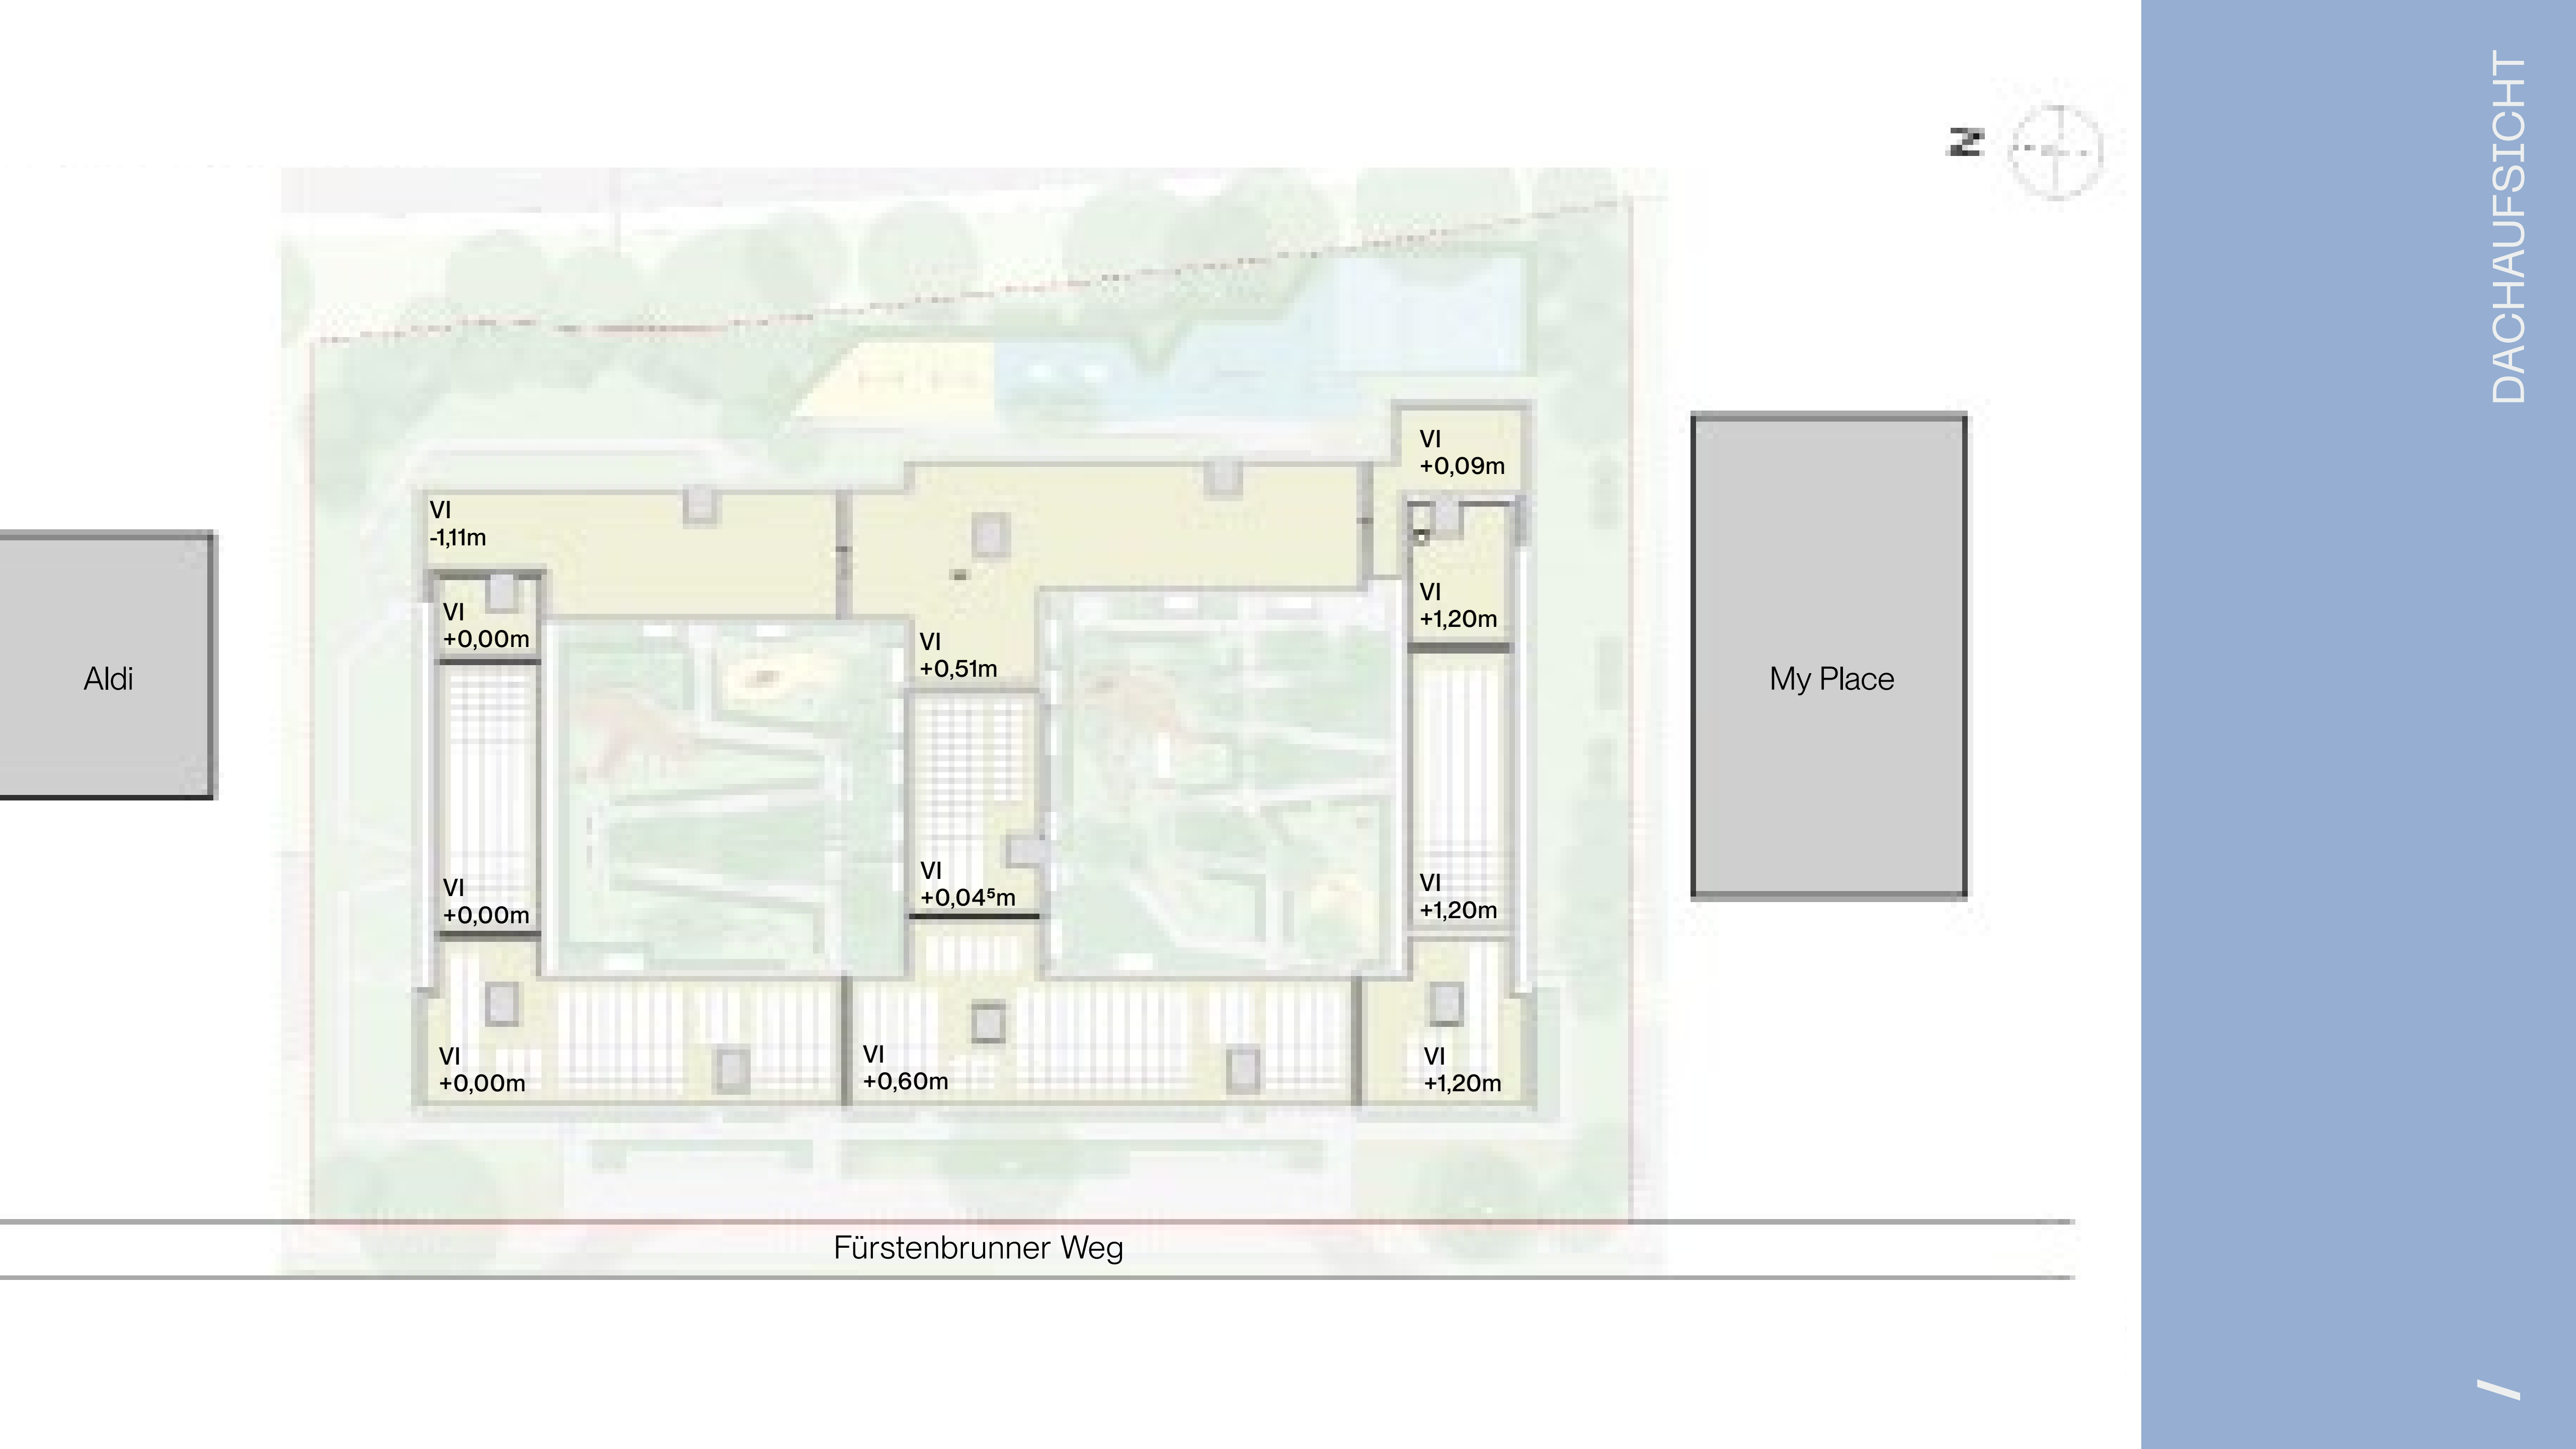 DACHAUFSICHT
N
VI
+0,09m
VI
-1,11m
VI
+0,00m
VI
+1,20m
VI
+0,51m
Aldi
My Place
VI
+0,00m
VI
+0,04⁵m
VI
+1,20m
VI
+0,00m
VI
+0,60m
VI
+1,20m
Fürstenbrunner Weg
/